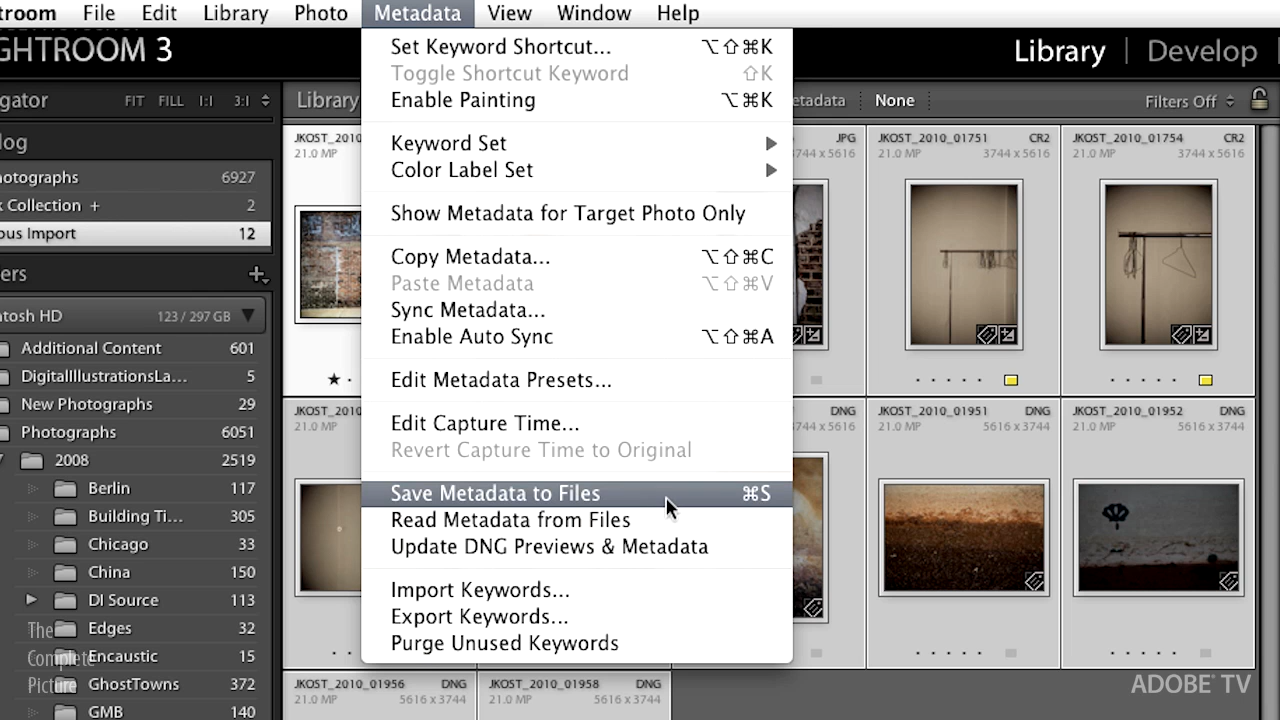 troom File Edit Library Photo Metadata View Window Help
GHTROOM 3
Library | Develop
gator FIT FILL 1:1 3:1
Library
etadata None Filters Off
log
otographs 6927
k Collection + 2
ous Import 12
ers +
ntosh HD 123 / 297 GB
Additional Content 601
DigitalIllustrationsLa... 5
New Photographs 29
Photographs 6051
2008 2519
Berlin 117
Building Ti... 305
Chicago 33
China 150
DI Source 113
Edges 32
Encaustic 15
GhostTowns 372
GMB 140
The
Complete
Picture
Set Keyword Shortcut... ⌥⇧⌘K
Toggle Shortcut Keyword ⇧K
Enable Painting ⌥⌘K
Keyword Set
Color Label Set
Show Metadata for Target Photo Only
Copy Metadata... ⌥⇧⌘C
Paste Metadata ⌥⇧⌘V
Sync Metadata...
Enable Auto Sync ⌥⇧⌘A
Edit Metadata Presets...
Edit Capture Time...
Revert Capture Time to Original
Save Metadata to Files ⌘S
Read Metadata from Files
Update DNG Previews & Metadata
Import Keywords...
Export Keywords...
Purge Unused Keywords
JKOST_2010_0
21.0 MP
JPG
3744 x 5616
JKOST_2010_01751 CR2
21.0 MP 3744 x 5616
JKOST_2010_01754 CR2
21.0 MP 3744 x 5616
JKOST_2010_0
21.0 MP
DNG
3744 x 5616
JKOST_2010_01951 DNG
21.0 MP 5616 x 3744
JKOST_2010_01952 DNG
21.0 MP 5616 x 3744
JKOST_2010_01956 DNG
21.0 MP 5616 x 3744
JKOST_2010_01958 DNG
21.0 MP 5616 x 3744
ADOBE® TV